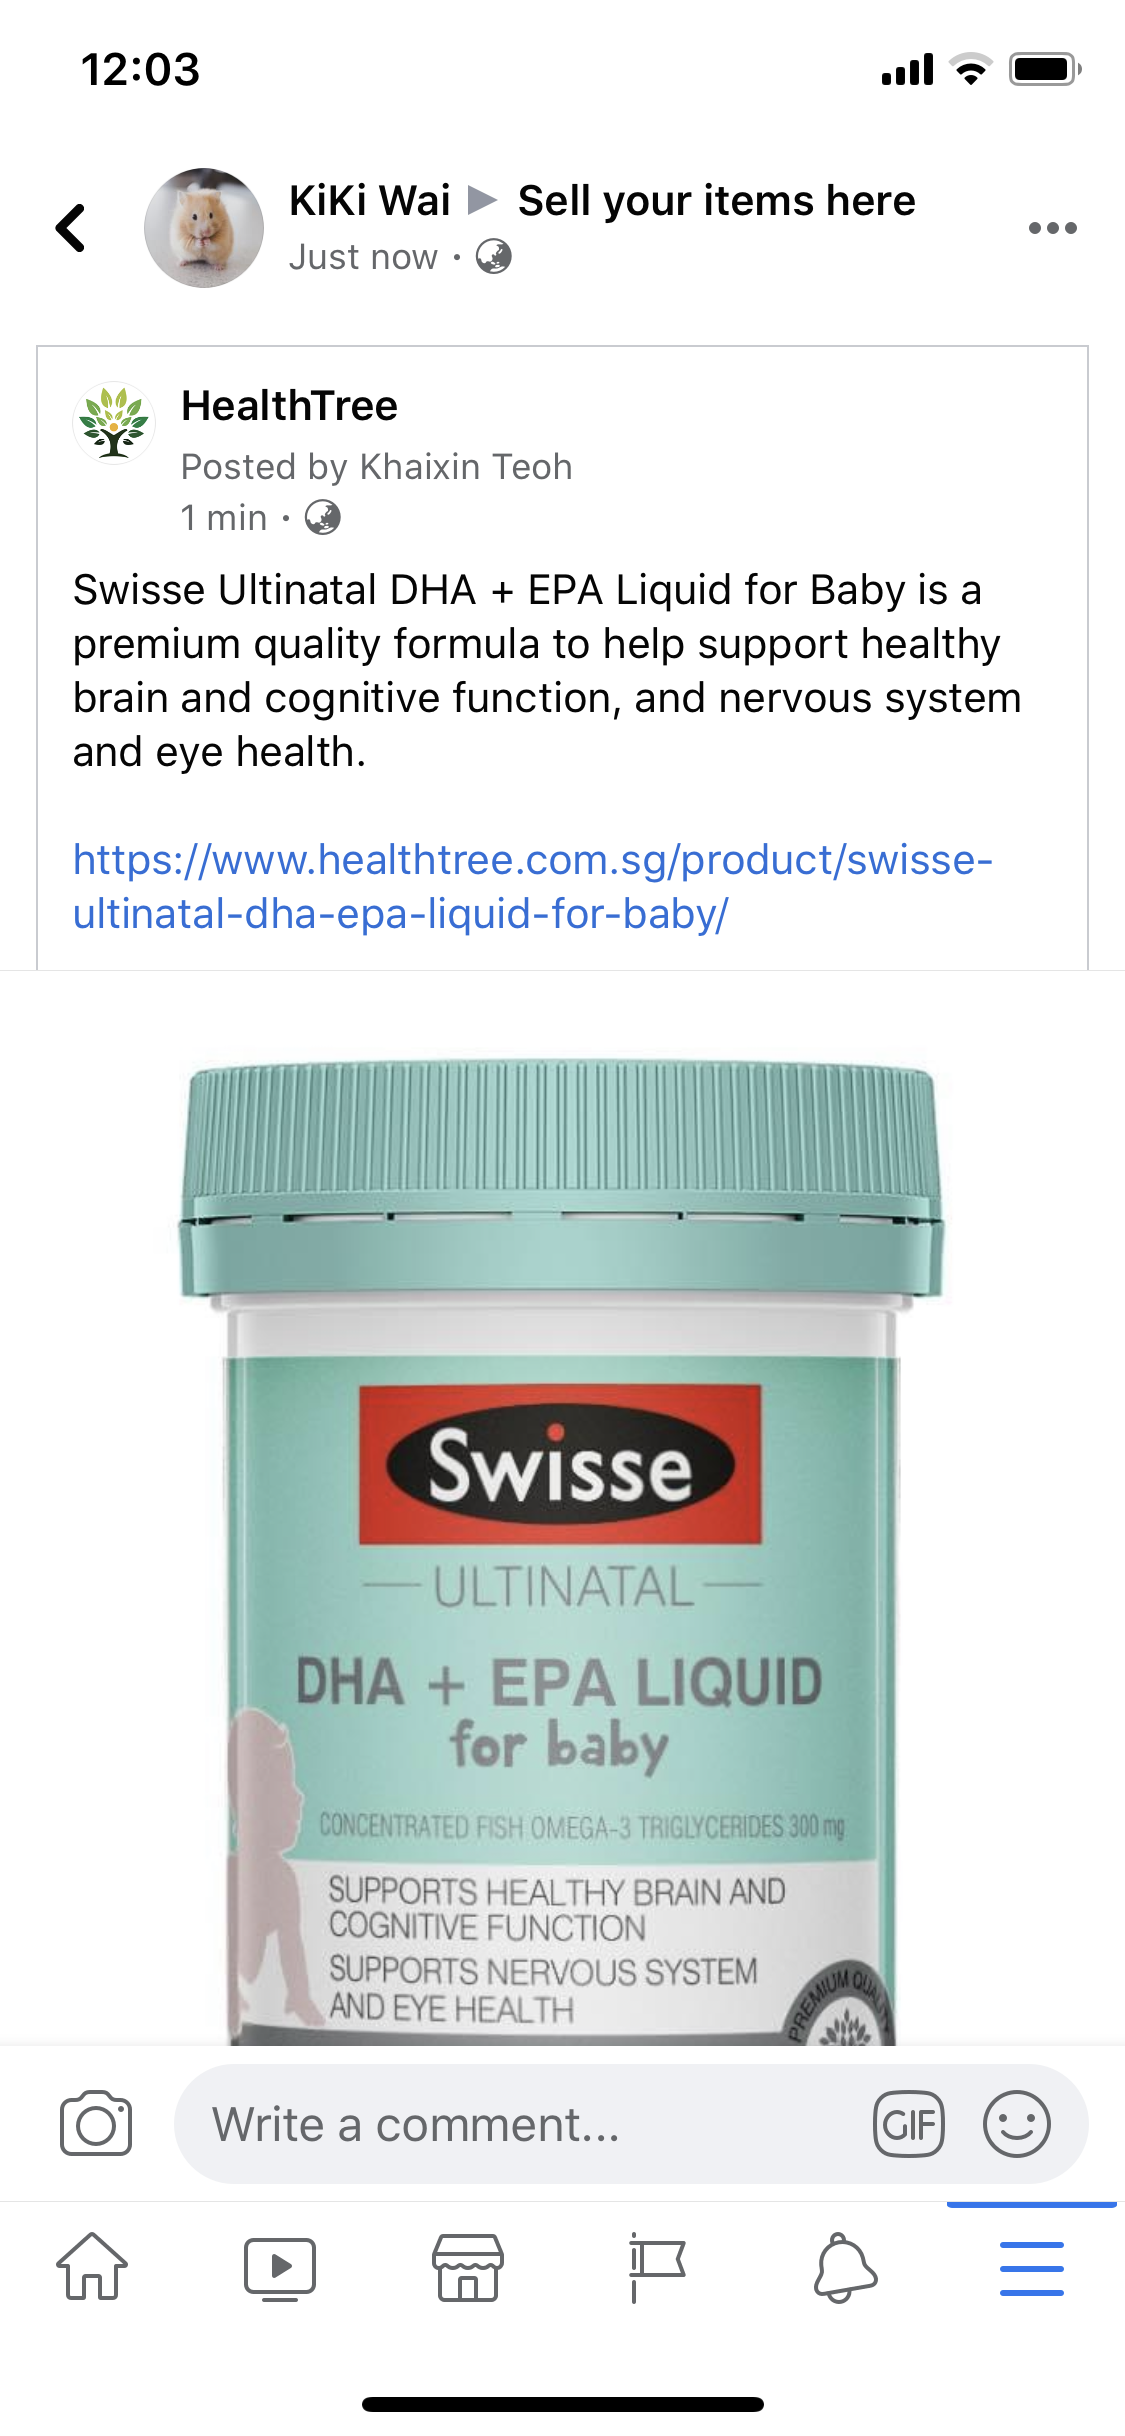 12:03
KiKi Wai ▶ Sell your items here
Just now ·
HealthTree
Posted by Khaixin Teoh
1 min ·
Swisse Ultinatal DHA + EPA Liquid for Baby is a
premium quality formula to help support healthy
brain and cognitive function, and nervous system
and eye health.
https://www.healthtree.com.sg/product/swisse-
ultinatal-dha-epa-liquid-for-baby/
Swisse
ULTINATAL
DHA + EPA LIQUID
for baby
CONCENTRATED FISH OMEGA-3 TRIGLYCERIDES 300 mg
SUPPORTS HEALTHY BRAIN AND
COGNITIVE FUNCTION
SUPPORTS NERVOUS SYSTEM
AND EYE HEALTH
PREMIUM QUALITY
Write a comment...
GIF